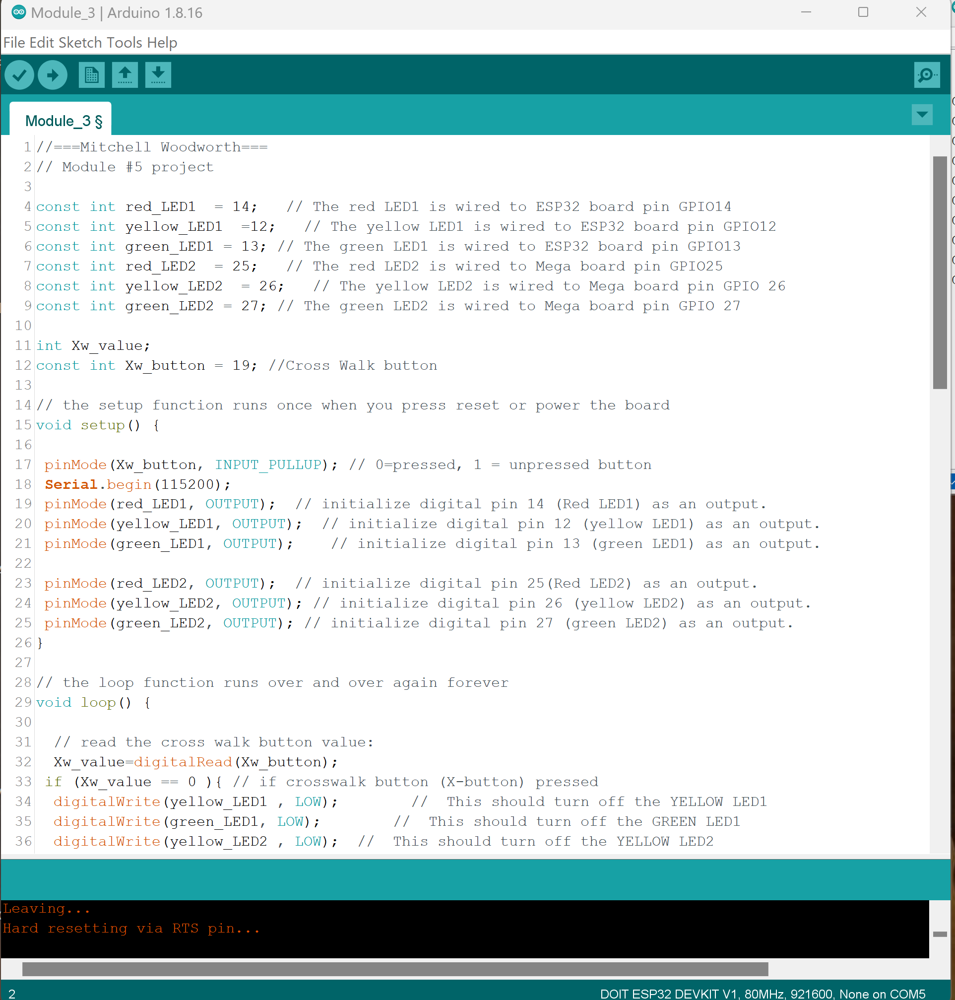 Module_3 | Arduino 1.8.16
File Edit Sketch Tools Help
Module_3 §
1 //===Mitchell Woodworth===
2 // Module #5 project
3
4 const int red_LED1  = 14;   // The red LED1 is wired to ESP32 board pin GPIO14
5 const int yellow_LED1  =12;   // The yellow LED1 is wired to ESP32 board pin GPIO12
6 const int green_LED1 = 13; // The green LED1 is wired to ESP32 board pin GPIO13
7 const int red_LED2  = 25;   // The red LED2 is wired to Mega board pin GPIO25
8 const int yellow_LED2  = 26;   // The yellow LED2 is wired to Mega board pin GPIO 26
9 const int green_LED2 = 27; // The green LED2 is wired to Mega board pin GPIO 27
10
11 int Xw_value;
12 const int Xw_button = 19; //Cross Walk button
13
14 // the setup function runs once when you press reset or power the board
15 void setup() {
16
17  pinMode(Xw_button, INPUT_PULLUP); // 0=pressed, 1 = unpressed button
18  Serial.begin(115200);
19  pinMode(red_LED1, OUTPUT);  // initialize digital pin 14 (Red LED1) as an output.
20  pinMode(yellow_LED1, OUTPUT);  // initialize digital pin 12 (yellow LED1) as an output.
21  pinMode(green_LED1, OUTPUT);    // initialize digital pin 13 (green LED1) as an output.
22
23  pinMode(red_LED2, OUTPUT);  // initialize digital pin 25(Red LED2) as an output.
24  pinMode(yellow_LED2, OUTPUT); // initialize digital pin 26 (yellow LED2) as an output.
25  pinMode(green_LED2, OUTPUT); // initialize digital pin 27 (green LED2) as an output.
26 }
27
28 // the loop function runs over and over again forever
29 void loop() {
30
31   // read the cross walk button value:
32   Xw_value=digitalRead(Xw_button);
33  if (Xw_value == 0 ){ // if crosswalk button (X-button) pressed
34   digitalWrite(yellow_LED1 , LOW);        //  This should turn off the YELLOW LED1
35   digitalWrite(green_LED1, LOW);        //  This should turn off the GREEN LED1
36   digitalWrite(yellow_LED2 , LOW);  //  This should turn off the YELLOW LED2
Leaving...
Hard resetting via RTS pin...
2
DOIT ESP32 DEVKIT V1, 80MHz, 921600, None on COM5